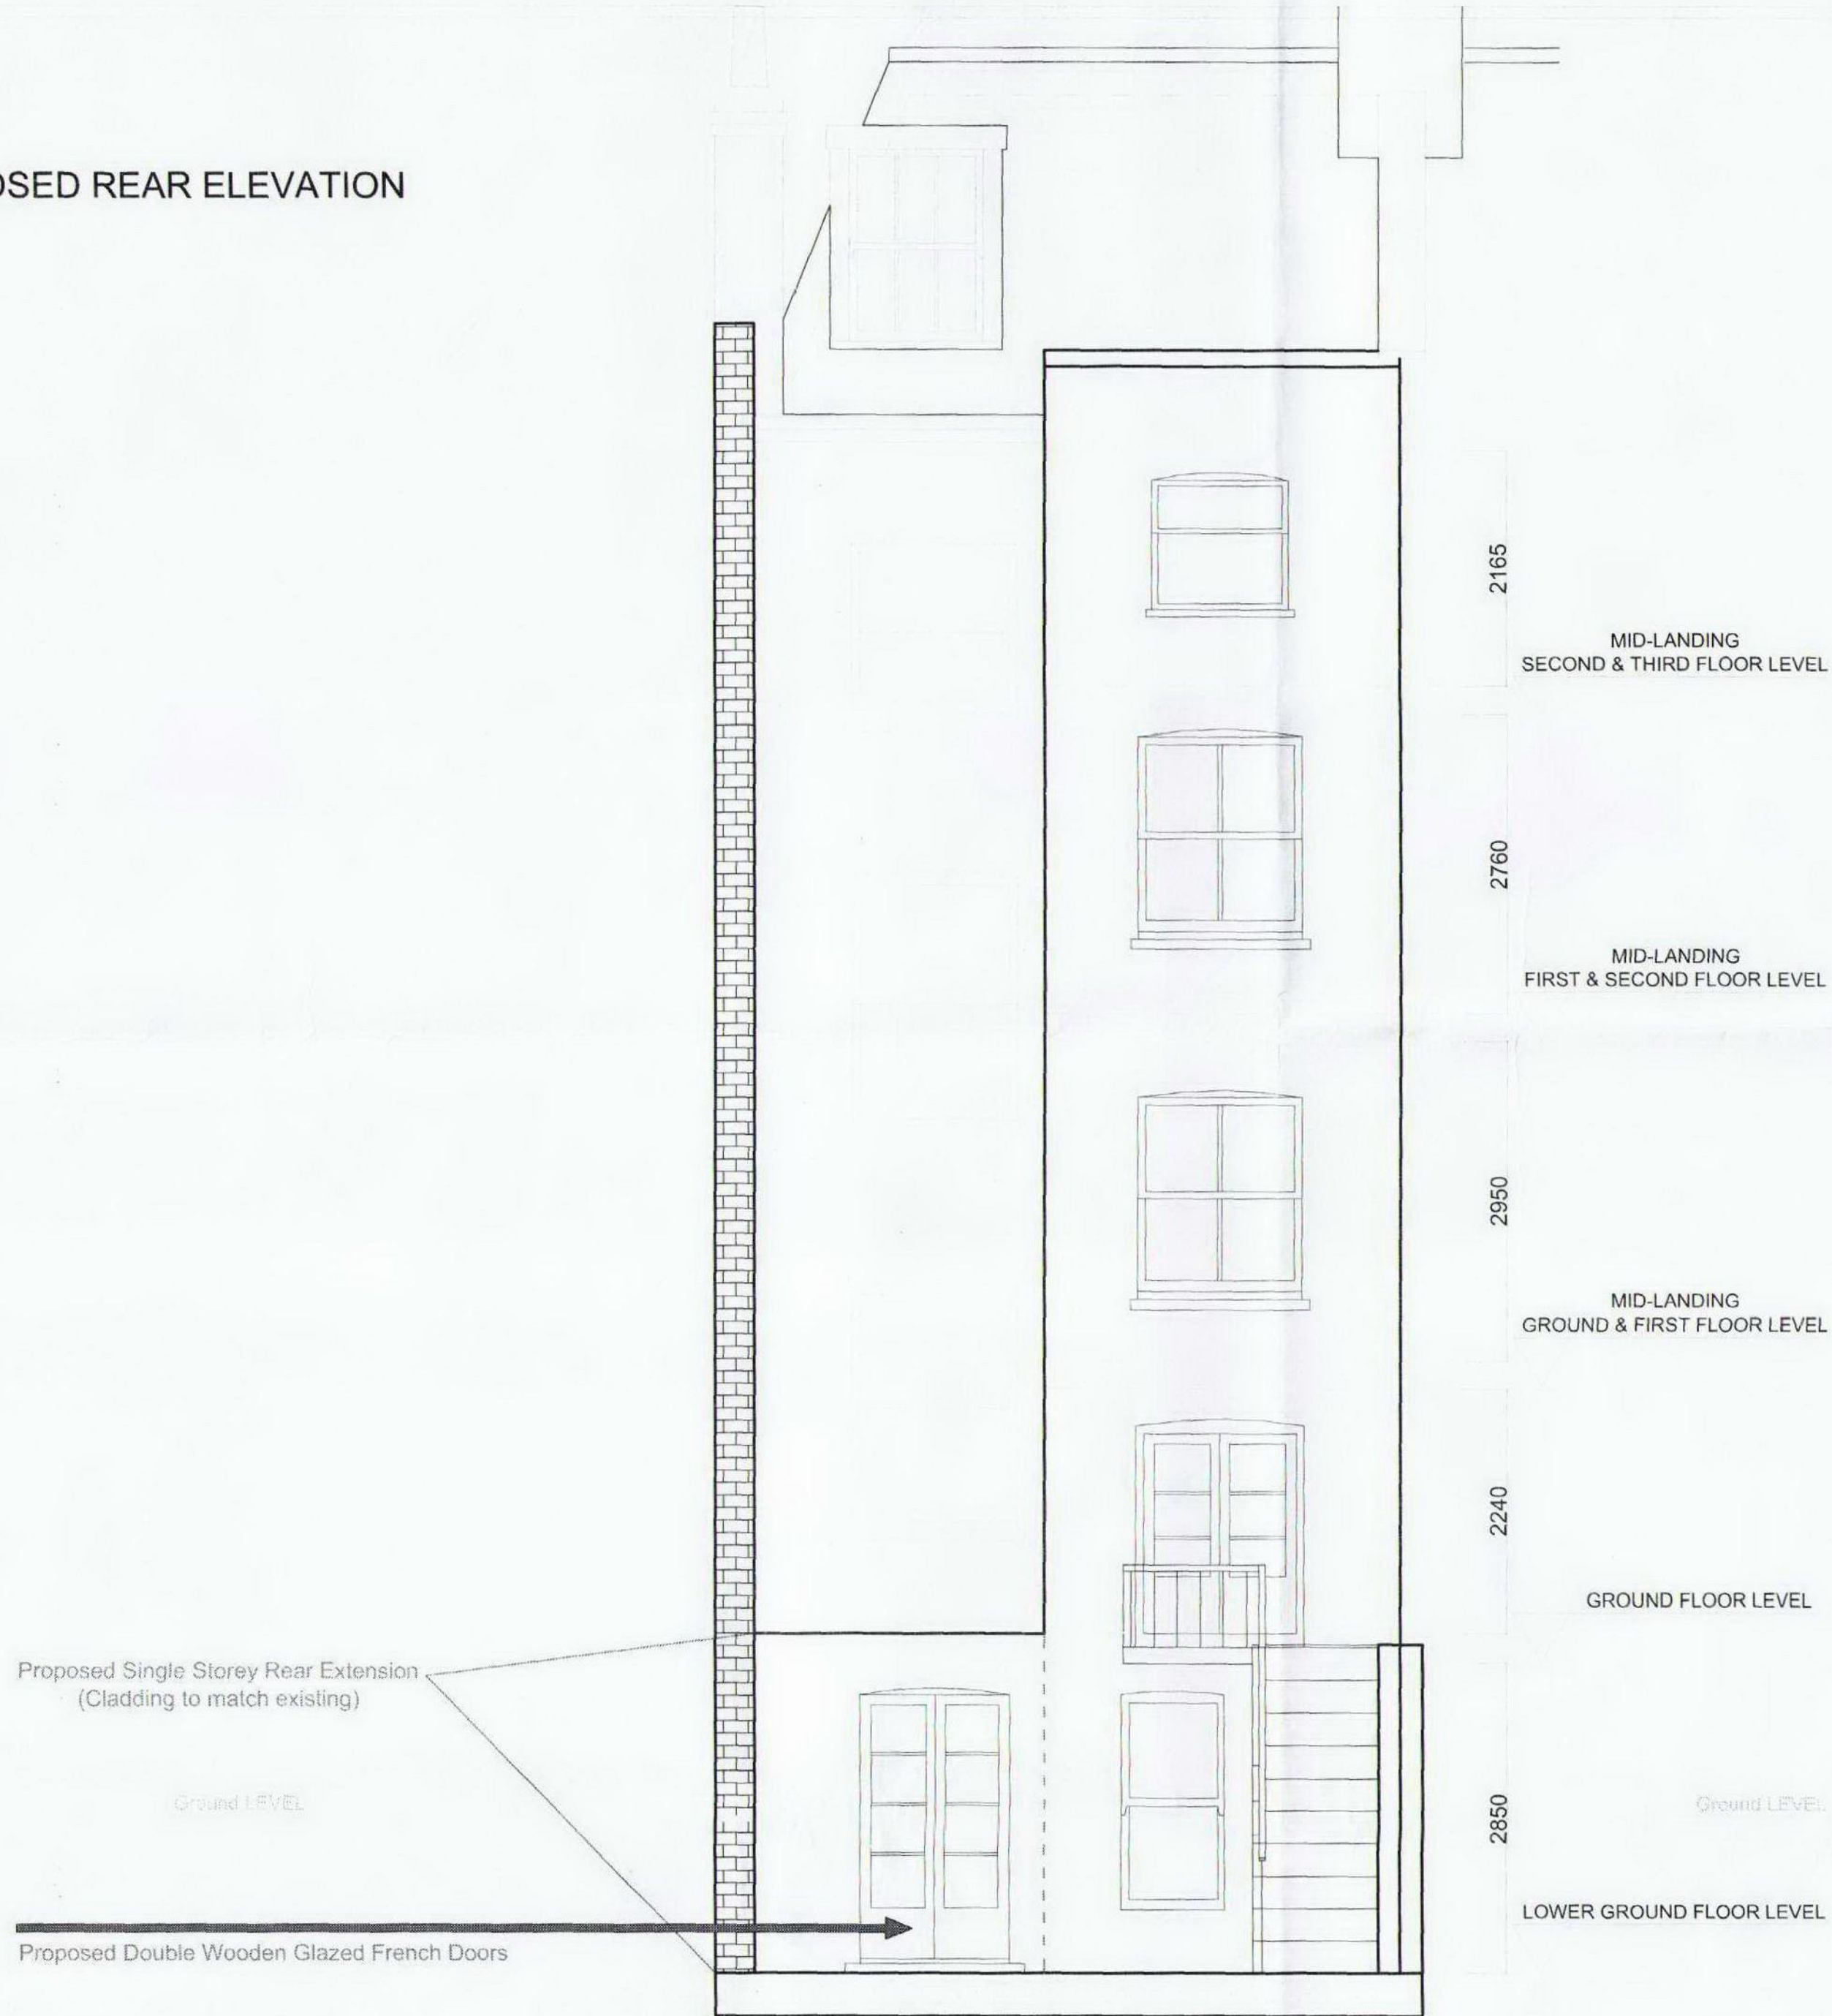 OSED REAR ELEVATION
2165
MID-LANDING
SECOND & THIRD FLOOR LEVEL
2760
MID-LANDING
FIRST & SECOND FLOOR LEVEL
2950
MID-LANDING
GROUND & FIRST FLOOR LEVEL
2240
GROUND FLOOR LEVEL
Proposed Single Storey Rear Extension
(Cladding to match existing)
Ground LEVEL
2850
Ground LEVEL
LOWER GROUND FLOOR LEVEL
Proposed Double Wooden Glazed French Doors